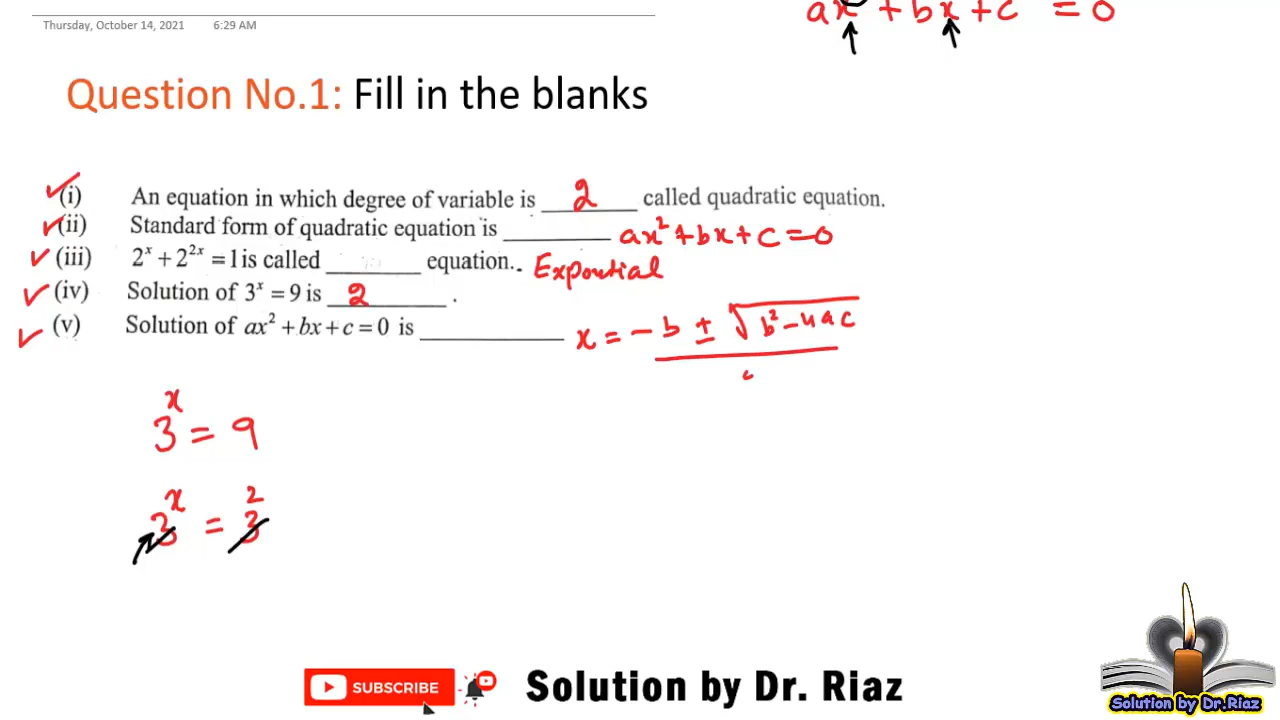 Thursday, October 14, 2021 6:29 AM
ax + bx + c = 0
Question No.1: Fill in the blanks
(i) An equation in which degree of variable is 2 called quadratic equation.
(ii) Standard form of quadratic equation is ______ ax² + bx + c = 0
(iii) 2ˣ + 2²ˣ = 1 is called ______ equation.. Expontial
(iv) Solution of 3ˣ = 9 is 2 .
(v) Solution of ax² + bx + c = 0 is ______ x = -b ± √b² - 4ac
3ˣ = 9
3ˣ = 3²
SUBSCRIBE
Solution by Dr. Riaz
Solution by Dr.Riaz